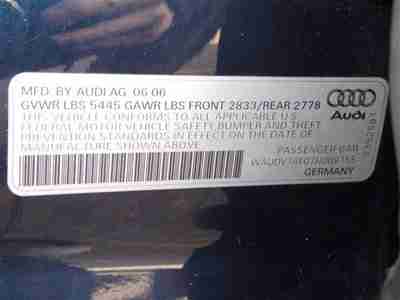 MFD. BY AUDI AG 06 06
GVWR LBS 5445 GAWR LBS FRONT 2833/REAR 2778
THIS VEHICLE CONFORMS TO ALL APPLICABLE U.S.
FEDERAL MOTOR VEHICLE SAFETY BUMPER AND THEFT
PREVENTION STANDARDS IN EFFECT ON THE DATE OF
MANUFACTURE SHOWN ABOVE
Audi
PASSENGER CAR
GERMANY